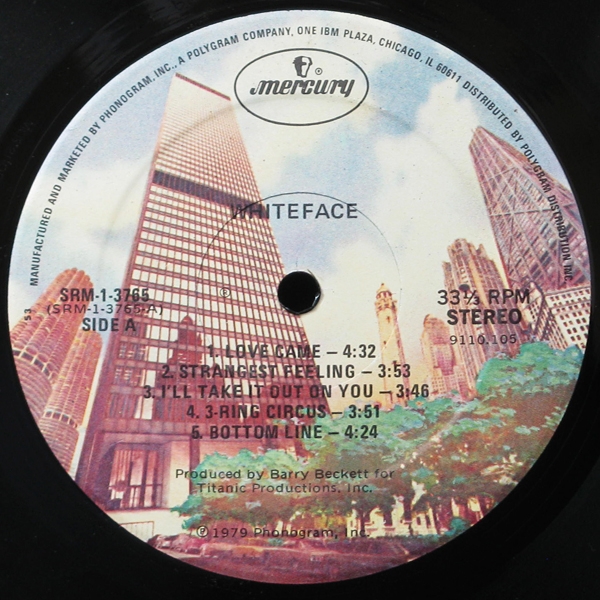 MANUFACTURED AND MARKETED BY PHONOGRAM, INC., A POLYGRAM COMPANY, ONE IBM PLAZA, CHICAGO, IL 60611 DISTRIBUTED BY POLYGRAM DISTRIBUTION INC.
mercury ®
WHITEFACE
SRM-1-3765
(SRM-1-3765-A)
SIDE A
53
℗
33⅓ RPM
STEREO
9110.105
1. LOVE CAME – 4:32
2. STRANGEST FEELING – 3:53
3. I'LL TAKE IT OUT ON YOU – 3:46
4. 3-RING CIRCUS – 3:51
5. BOTTOM LINE – 4:24
Produced by Barry Beckett for
Titanic Productions, Inc.
℗ 1979 Phonogram, Inc.